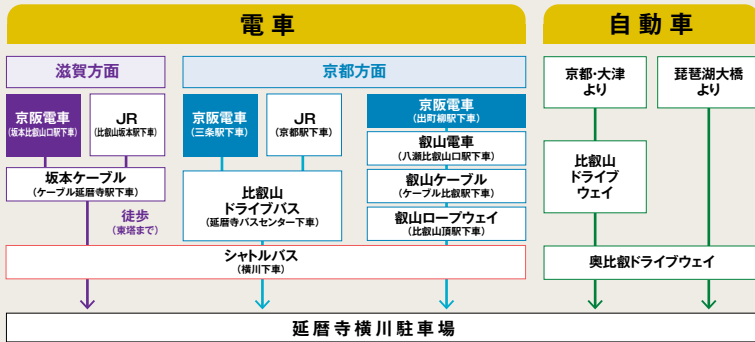 電車
自動車
滋賀方面
京都方面
京都・大津
より
琵琶湖大橋
より
京阪電車
(坂本比叡山口駅下車)
JR
(比叡山坂本駅下車)
京阪電車
(三条駅下車)
JR
(京都駅下車)
京阪電車
(出町柳駅下車)
叡山電車
(八瀬比叡山口駅下車)
比叡山
ドライブ
ウェイ
坂本ケーブル
(ケーブル延暦寺駅下車)
比叡山
ドライブバス
(延暦寺バスセンター下車)
叡山ケーブル
(ケーブル比叡駅下車)
徒歩
(東塔まで)
叡山ロープウェイ
(比叡山頂駅下車)
シャトルバス
(横川下車)
奥比叡ドライブウェイ
延暦寺横川駐車場